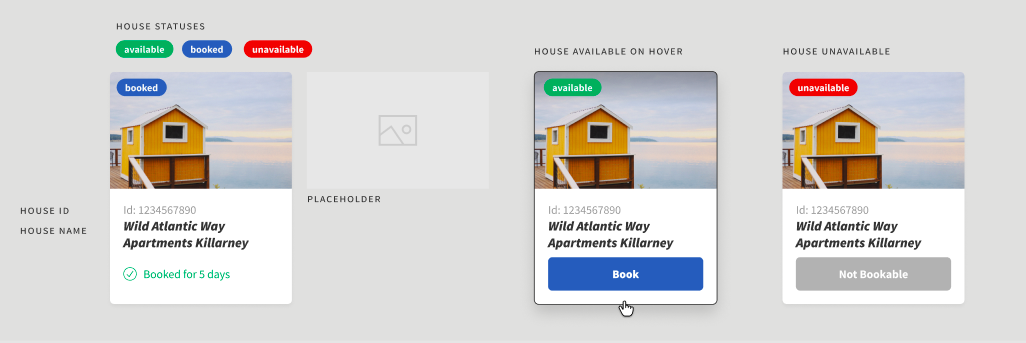 HOUSE STATUSES
available
booked
unavailable
booked
PLACEHOLDER
HOUSE ID
HOUSE NAME
Id: 1234567890
Wild Atlantic Way
Apartments Killarney
Booked for 5 days
HOUSE AVAILABLE ON HOVER
available
Id: 1234567890
Wild Atlantic Way
Apartments Killarney
Book
HOUSE UNAVAILABLE
unavailable
Id: 1234567890
Wild Atlantic Way
Apartments Killarney
Not Bookable